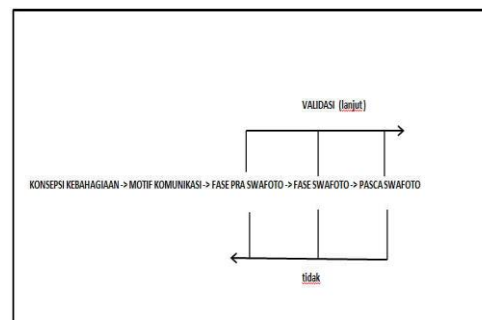 VALIDASI (lanjut)
KONSEPSI KEBAHAGIAAN -> MOTIF KOMUNIKASI -> FASE PRA SWAFOTO -> FASE SWAFOTO -> PASCA SWAFOTO
tidak